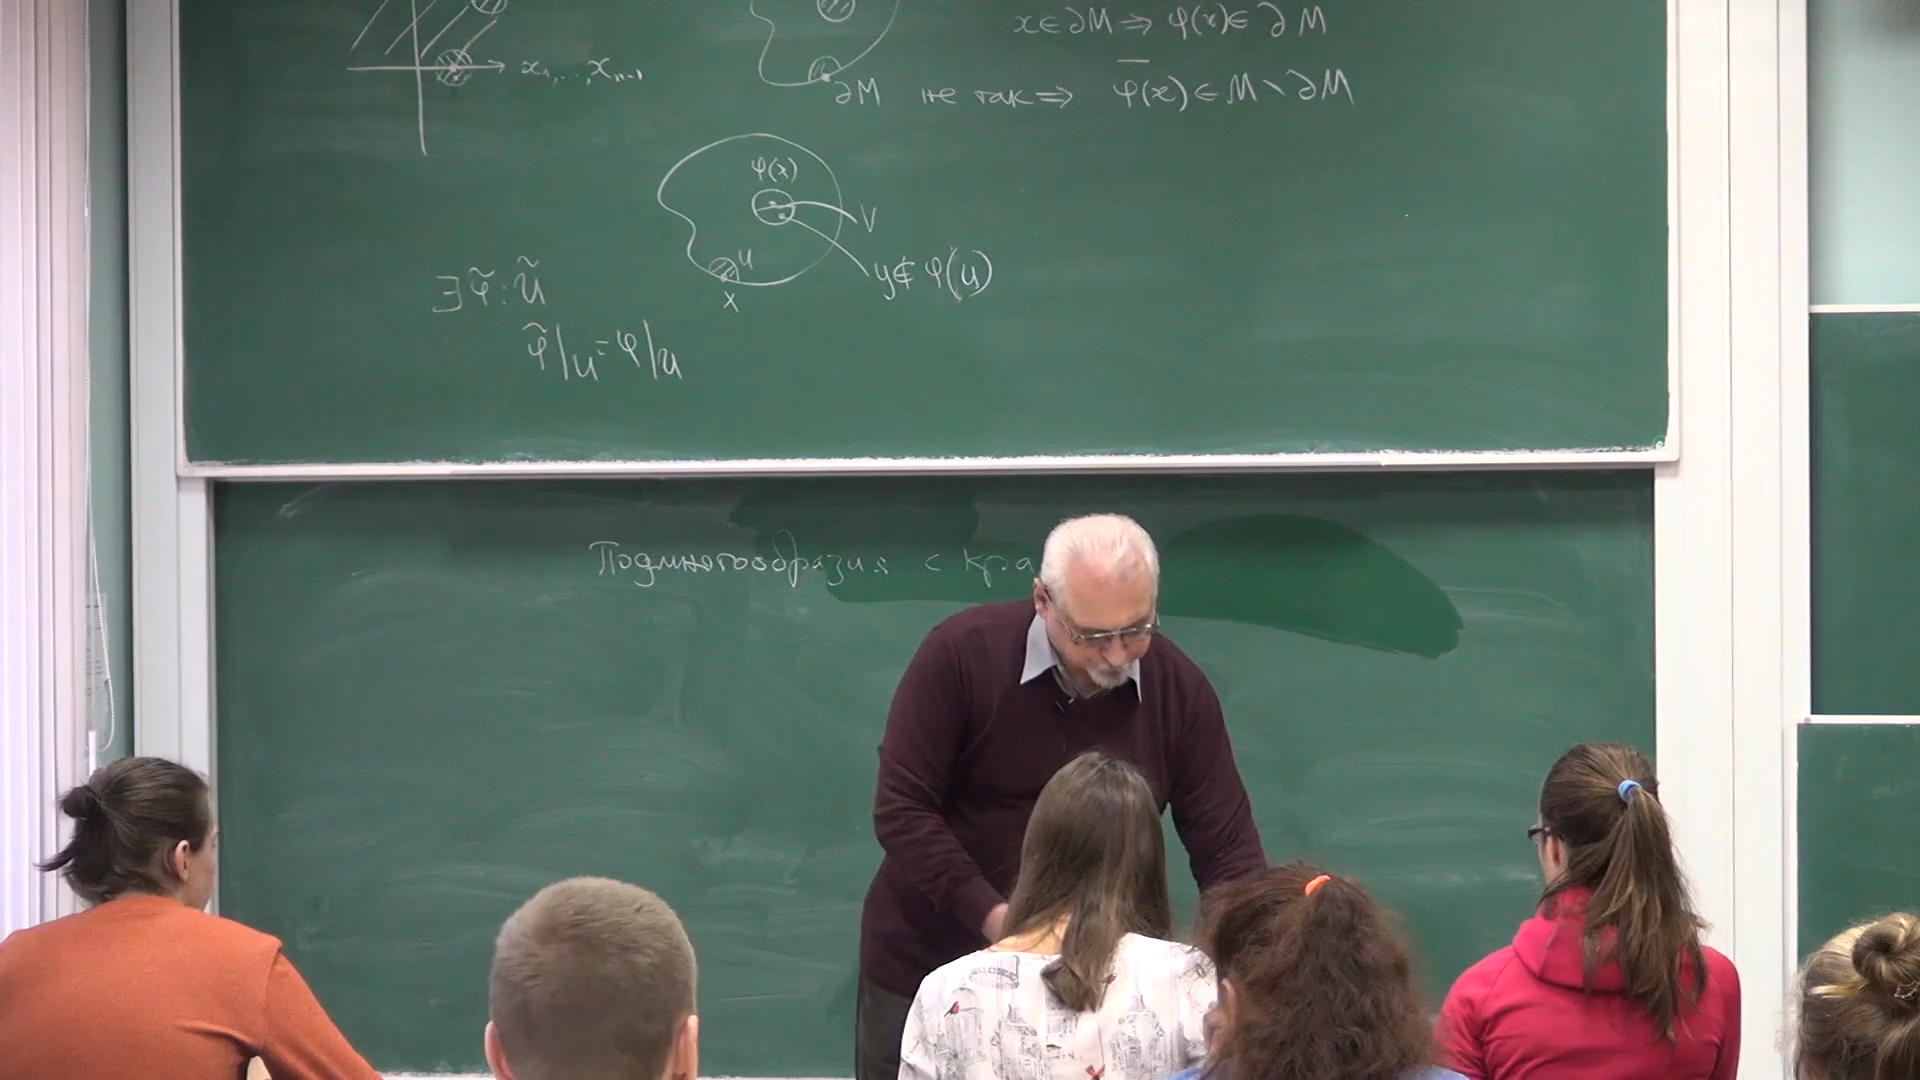 x∈∂M ⇒ φ(x)∈∂M
x₁,...,xₙ₋₁
∂M не так ⇒ φ(x)∈M∖∂M
φ(x)
V
U
y∉φ(U)
x
∃φ̃: Ũ
φ̃|u = φ|u
Подмногообразия с кра